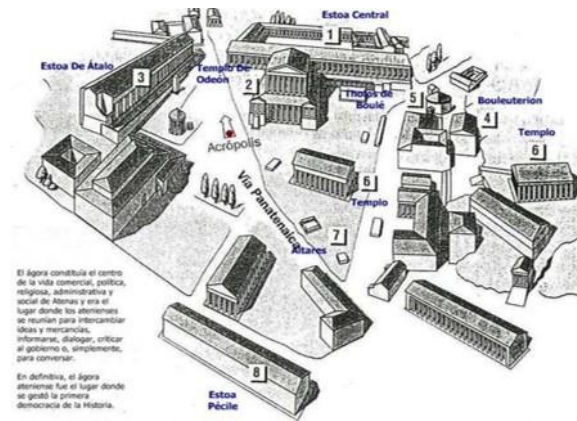 Estoa Central
1
Estoa De Átalo
Templo De
Odeón
3
2
Tholos de
Boulé
5
Bouleuterion
4
Templo
6
Acrópolis
6
Templo
Vía Panatenaica
7
Altares
El ágora constituía el centro
de la vida comercial, política,
religiosa, administrativa y
social de Atenas y era el
lugar donde los atenienses
se reunían para intercambiar
ideas y mercancías,
informarse, dialogar, criticar
al gobierno o, simplemente,
para conversar.
En definitiva, el ágora
ateniense fue el lugar donde
se gestó la primera
democracia de la Historia.
8
Estoa
Pécile